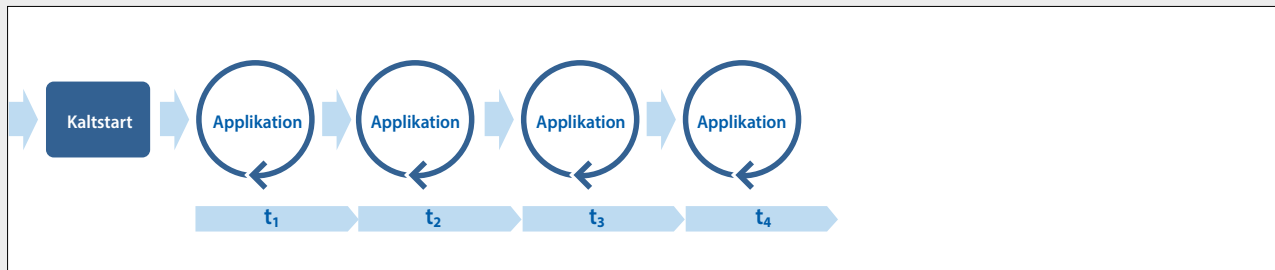 Kaltstart
Applikation
Applikation
Applikation
Applikation
t₁
t₂
t₃
t₄